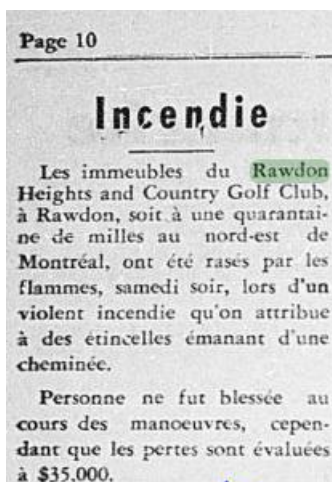 Page 10
Incendie
Les immeubles du Rawdon
Heights and Country Golf Club,
à Rawdon, soit à une quarantai-
ne de milles au nord-est de
Montréal, ont été rasés par les
flammes, samedi soir, lors d'un
violent incendie qu'on attribue
à des étincelles émanant d'une
cheminée.
Personne ne fut blessée au
cours des manoeuvres, cepen-
dant que les pertes sont évaluées
à $35,000.